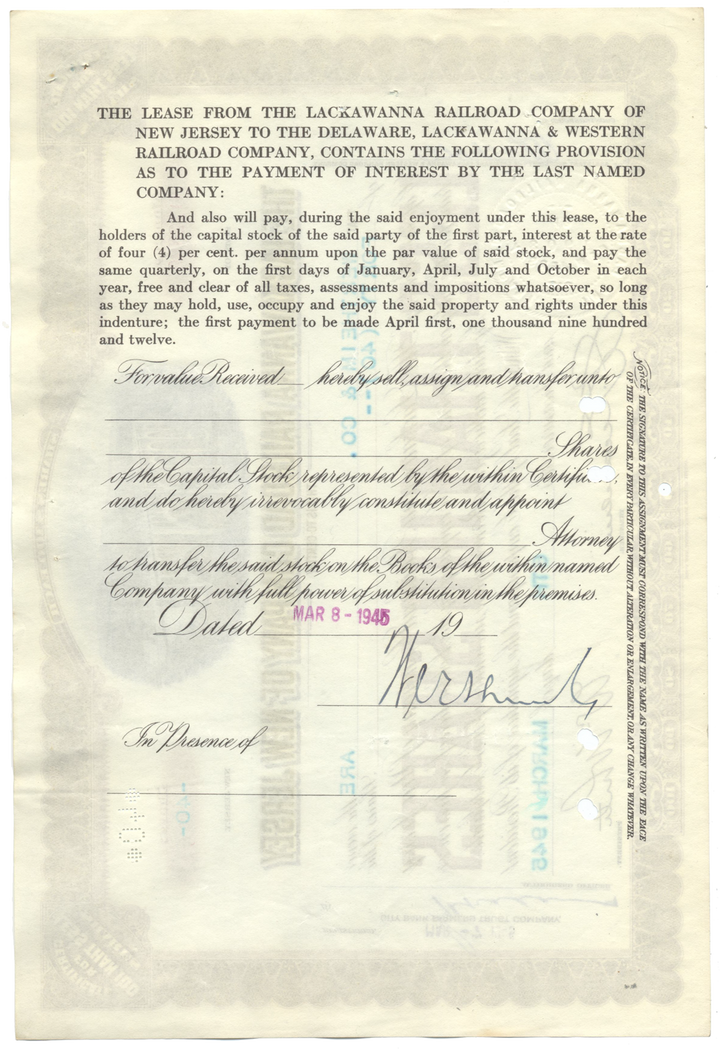 THE LEASE FROM THE LACKAWANNA RAILROAD COMPANY OF
NEW JERSEY TO THE DELAWARE, LACKAWANNA & WESTERN
RAILROAD COMPANY, CONTAINS THE FOLLOWING PROVISION
AS TO THE PAYMENT OF INTEREST BY THE LAST NAMED
COMPANY:
And also will pay, during the said enjoyment under this lease, to the
holders of the capital stock of the said party of the first part, interest at the rate
of four (4) per cent. per annum upon the par value of said stock, and pay the
same quarterly, on the first days of January, April, July and October in each
year, free and clear of all taxes, assessments and impositions whatsoever, so long
as they may hold, use, occupy and enjoy the said property and rights under this
indenture; the first payment to be made April first, one thousand nine hundred
and twelve.
For value Received hereby sell, assign and transfer unto
Shares
of the Capital Stock represented by the within
and do hereby irrevocably constitute and appoint
Attorney
to transfer the said stock on the Books of the within named
Company with full power of substitution in the premises.
Dated MAR 8 - 1945 19
In Presence of
NOTICE THE SIGNATURE TO THIS ASSIGNMENT MUST CORRESPOND WITH THE NAME AS WRITTEN UPON THE FACE
OF THE CERTIFICATE, IN EVERY PARTICULAR WITHOUT ALTERATION OR ENLARGEMENT OR ANY CHANGE WHATEVER.
MARCH 1945
ARE